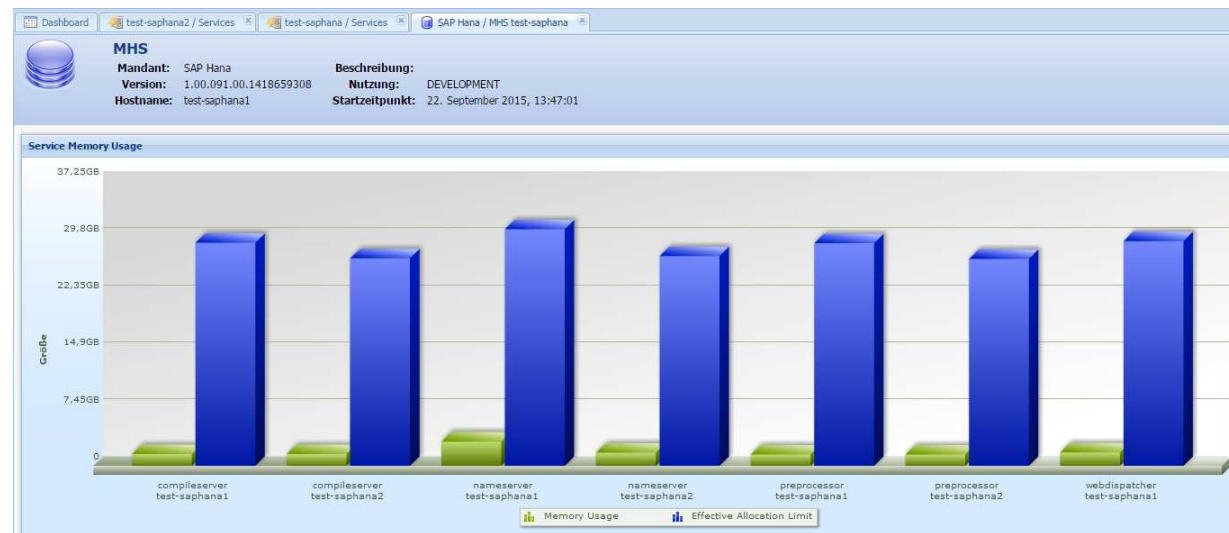 Dashboard
test-saphana2 / Services
test-saphana / Services
SAP Hana / MHS test-saphana
MHS
Mandant: SAP Hana Beschreibung:
Version: 1.00.091.00.1418659308 Nutzung: DEVELOPMENT
Hostname: test-saphana1 Startzeitpunkt: 22. September 2015, 13:47:01
Service Memory Usage
37,25GB
29,8GB
22,35GB
14,9GB
7,45GB
0
Größe
compileserver
test-saphana1
compileserver
test-saphana2
nameserver
test-saphana1
nameserver
test-saphana2
preprocessor
test-saphana1
preprocessor
test-saphana2
webdispatcher
test-saphana1
Memory Usage
Effective Allocation Limit